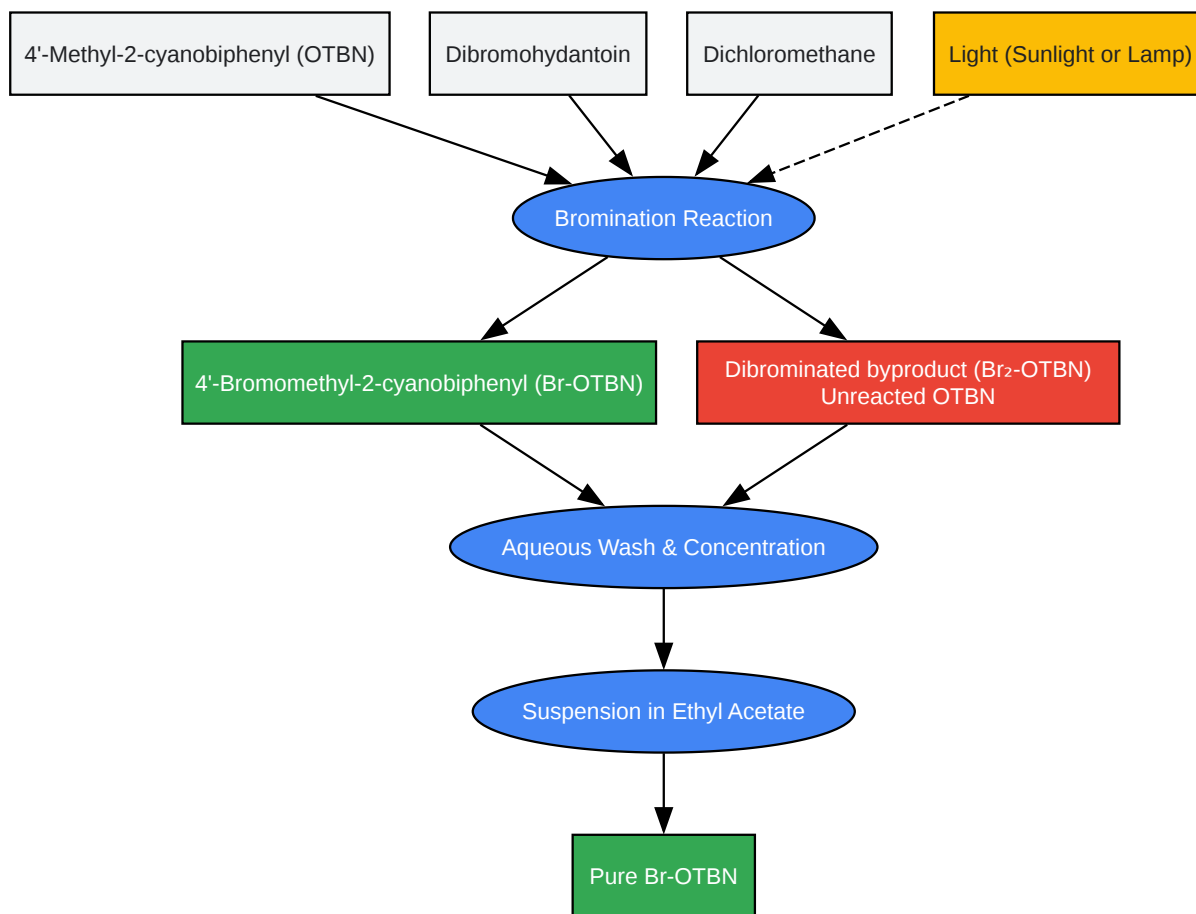 4'-Methyl-2-cyanobiphenyl (OTBN)
Dibromohydantoin
Dichloromethane
Light (Sunlight or Lamp)
Bromination Reaction
4'-Bromomethyl-2-cyanobiphenyl (Br-OTBN)
Dibrominated byproduct (Br₂-OTBN)
Unreacted OTBN
Aqueous Wash & Concentration
Suspension in Ethyl Acetate
Pure Br-OTBN